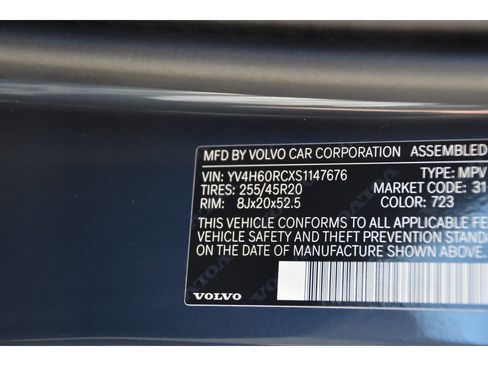 MFD BY VOLVO CAR CORPORATION ASSEMBLED
VIN: YV4H60RCXS1147676 TYPE: MPV
TIRES: 255/45R20 MARKET CODE: 31
RIM: 8Jx20x52.5 COLOR: 723
THIS VEHICLE CONFORMS TO ALL APPLICABLE FE
VEHICLE SAFETY AND THEFT PREVENTION STAND
ON THE DATE OF MANUFACTURE SHOWN ABOVE.
VOLVO